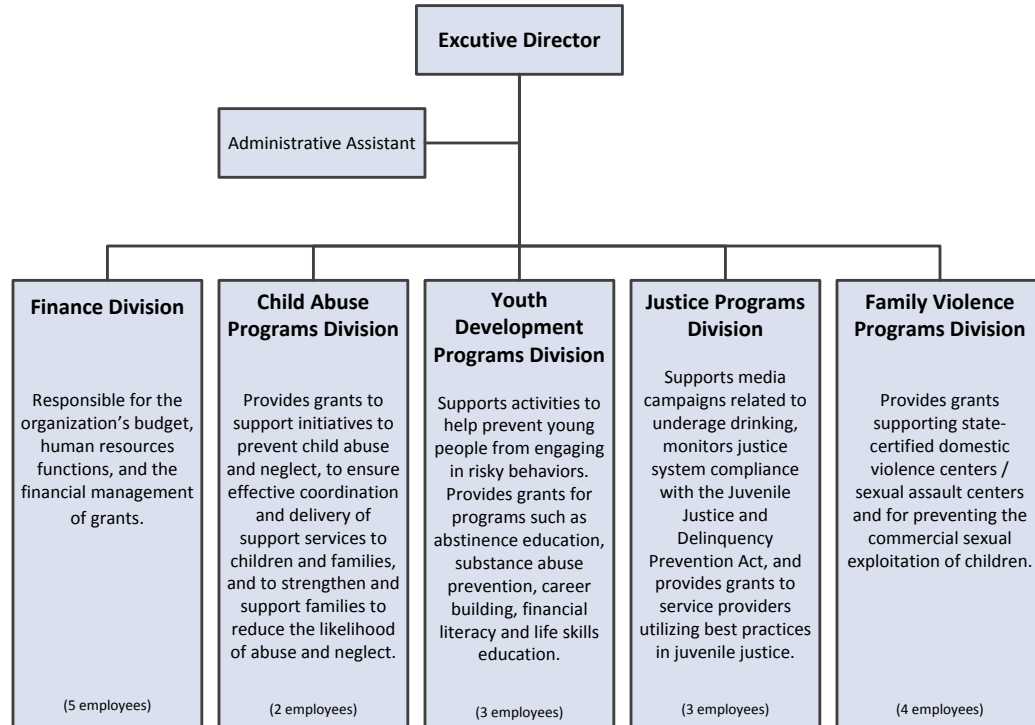 Excutive Director
Administrative Assistant
Finance Division
Responsible for the
organization’s budget,
human resources
functions, and the
financial management
of grants.
(5 employees)
Child Abuse
Programs Division
Provides grants to
support initiatives to
prevent child abuse
and neglect, to ensure
effective coordination
and delivery of
support services to
children and families,
and to strengthen and
support families to
reduce the likelihood
of abuse and neglect.
(2 employees)
Youth
Development
Programs Division
Supports activities to
help prevent young
people from engaging
in risky behaviors.
Provides grants for
programs such as
abstinence education,
substance abuse
prevention, career
building, financial
literacy and life skills
education.
(3 employees)
Justice Programs
Division
Supports media
campaigns related to
underage drinking,
monitors justice
system compliance
with the Juvenile
Justice and
Delinquency
Prevention Act, and
provides grants to
service providers
utilizing best practices
in juvenile justice.
(3 employees)
Family Violence
Programs Division
Provides grants
supporting state-
certified domestic
violence centers /
sexual assault centers
and for preventing the
commercial sexual
exploitation of children.
(4 employees)